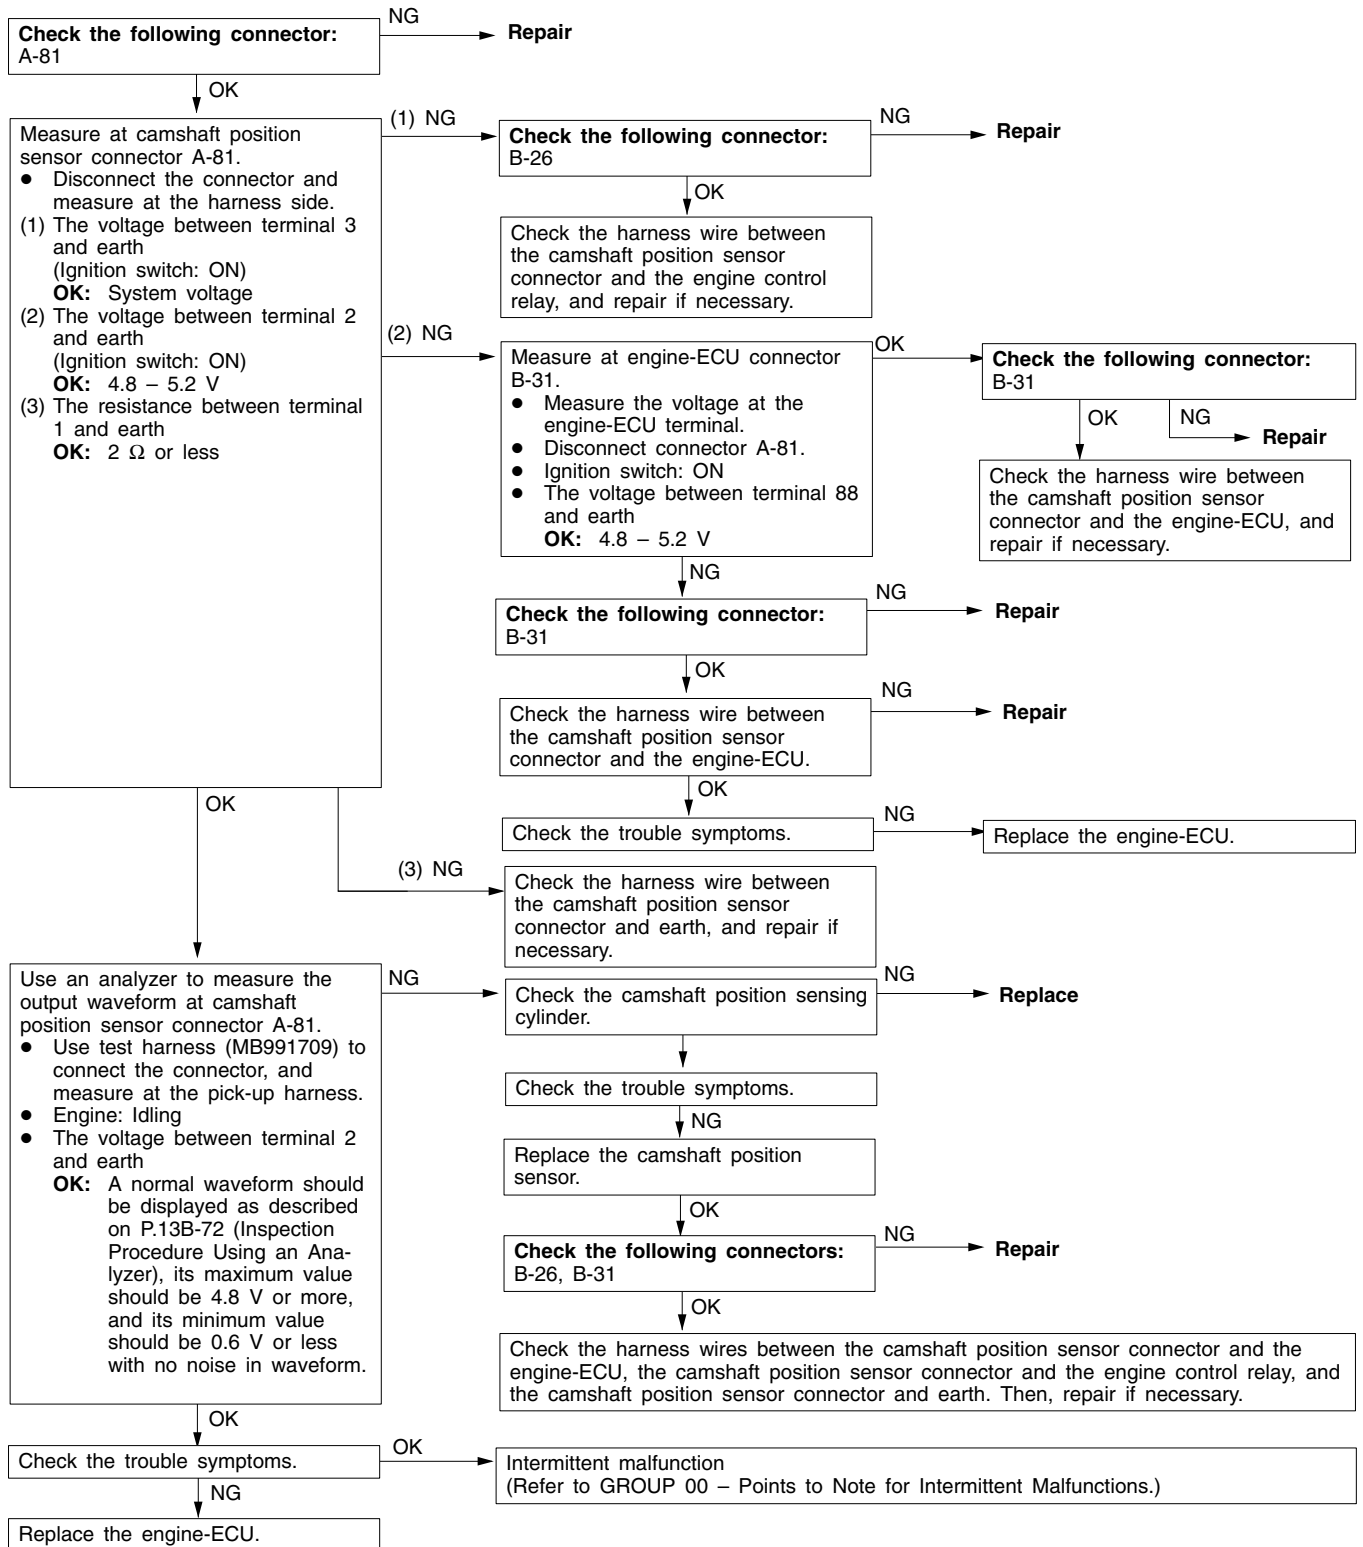 Check the following connector:
A-81
NG
Repair
OK
Measure at camshaft position
sensor connector A-81.
● Disconnect the connector and
measure at the harness side.
(1) The voltage between terminal 3
and earth
(Ignition switch: ON)
OK: System voltage
(2) The voltage between terminal 2
and earth
(Ignition switch: ON)
OK: 4.8 – 5.2 V
(3) The resistance between terminal
1 and earth
OK: 2 Ω or less
(1) NG
Check the following connector:
B-26
NG
Repair
OK
Check the harness wire between
the camshaft position sensor
connector and the engine control
relay, and repair if necessary.
(2) NG
Measure at engine-ECU connector
B-31.
● Measure the voltage at the
engine-ECU terminal.
● Disconnect connector A-81.
● Ignition switch: ON
● The voltage between terminal 88
and earth
OK: 4.8 – 5.2 V
OK
Check the following connector:
B-31
OK
NG
Repair
Check the harness wire between
the camshaft position sensor
connector and the engine-ECU, and
repair if necessary.
NG
Check the following connector:
B-31
NG
Repair
OK
Check the harness wire between
the camshaft position sensor
connector and the engine-ECU.
NG
Repair
OK
Check the trouble symptoms.
NG
Replace the engine-ECU.
OK
(3) NG
Check the harness wire between
the camshaft position sensor
connector and earth, and repair if
necessary.
Use an analyzer to measure the
output waveform at camshaft
position sensor connector A-81.
● Use test harness (MB991709) to
connect the connector, and
measure at the pick-up harness.
● Engine: Idling
● The voltage between terminal 2
and earth
OK: A normal waveform should
be displayed as described
on P.13B-72 (Inspection
Procedure Using an Ana-
lyzer), its maximum value
should be 4.8 V or more,
and its minimum value
should be 0.6 V or less
with no noise in waveform.
NG
Check the camshaft position sensing
cylinder.
NG
Replace
Check the trouble symptoms.
NG
Replace the camshaft position
sensor.
OK
Check the following connectors:
B-26, B-31
NG
Repair
OK
Check the harness wires between the camshaft position sensor connector and the
engine-ECU, the camshaft position sensor connector and the engine control relay, and
the camshaft position sensor connector and earth. Then, repair if necessary.
OK
Check the trouble symptoms.
OK
Intermittent malfunction
(Refer to GROUP 00 – Points to Note for Intermittent Malfunctions.)
NG
Replace the engine-ECU.